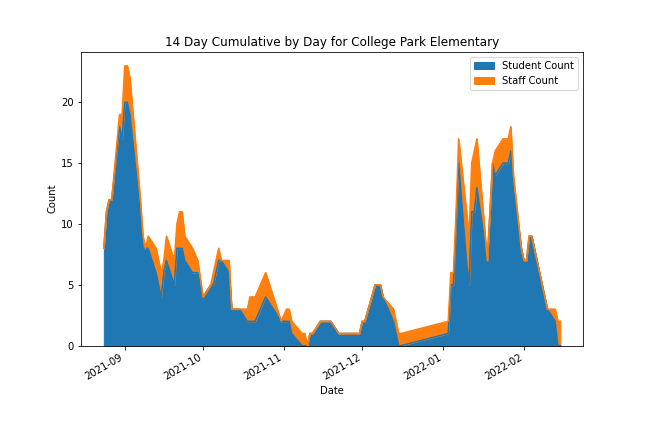 14 Day Cumulative by Day for College Park Elementary
Student Count
Staff Count
20
15
10
5
0
Count
2021-09
2021-10
2021-11
2021-12
2022-01
2022-02
Date